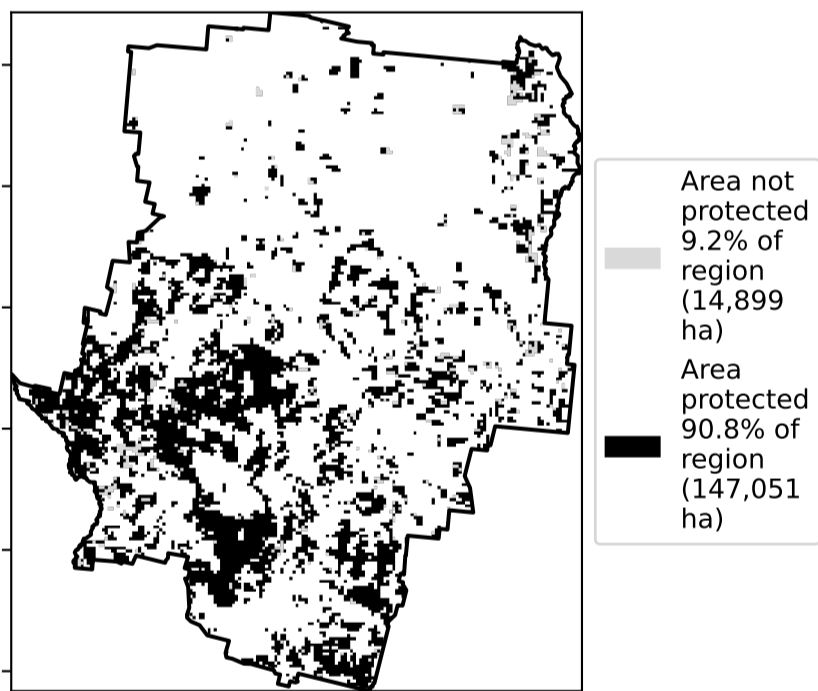 Area not
protected
9.2% of
region
(14,899
ha)
Area
protected
90.8% of
region
(147,051
ha)